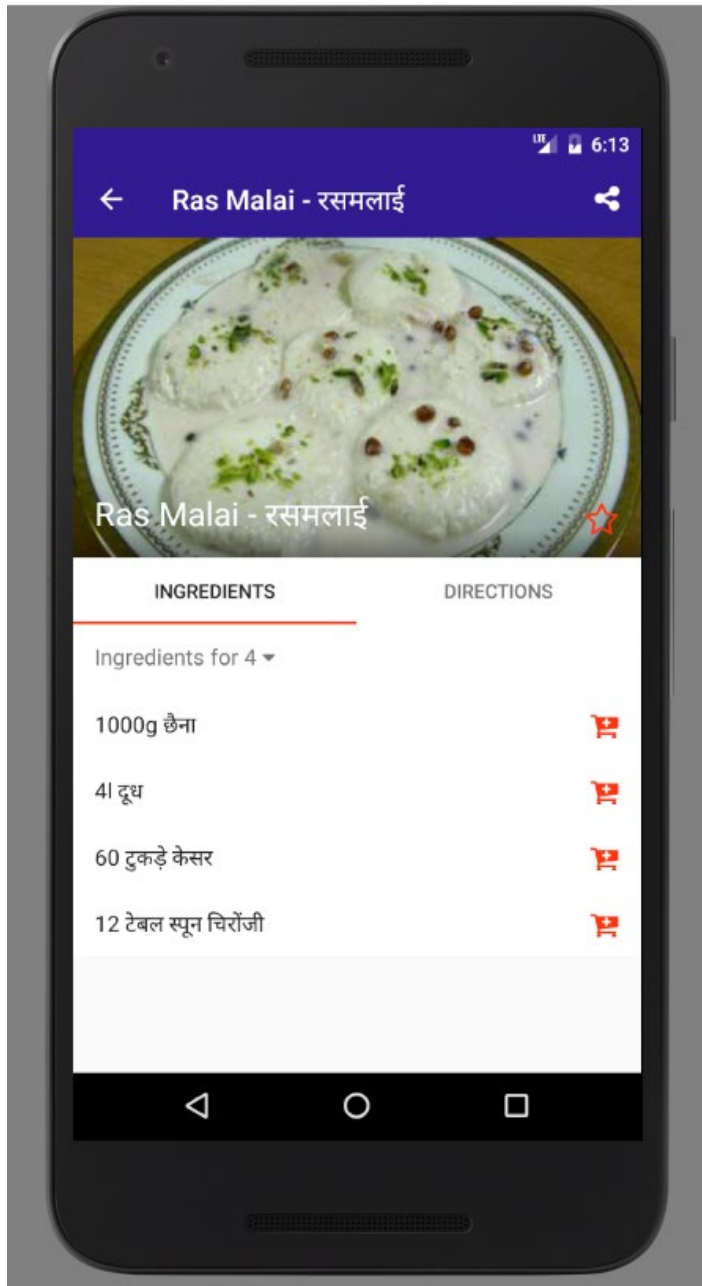 LTE 6:13
Ras Malai - रसमलाई
Ras Malai - रसमलाई
INGREDIENTS DIRECTIONS
Ingredients for 4
1000g छैना
4l दूध
60 टुकड़े केसर
12 टेबल स्पून चिरोंजी